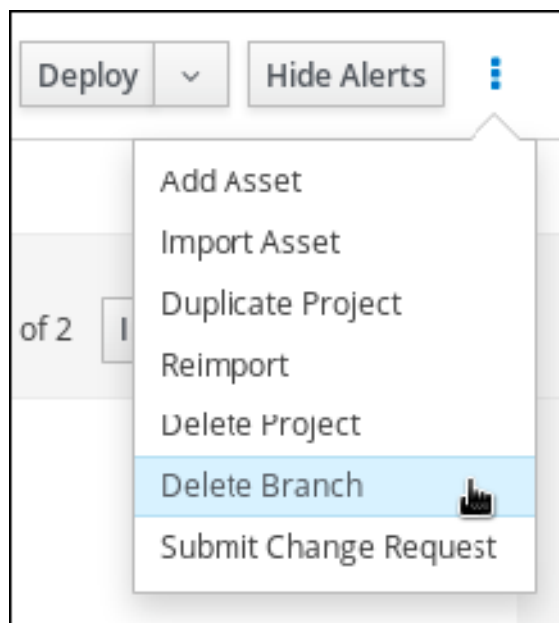 Deploy
Hide Alerts
Add Asset
Import Asset
of 2
Duplicate Project
Reimport
Delete Project
Delete Branch
Submit Change Request